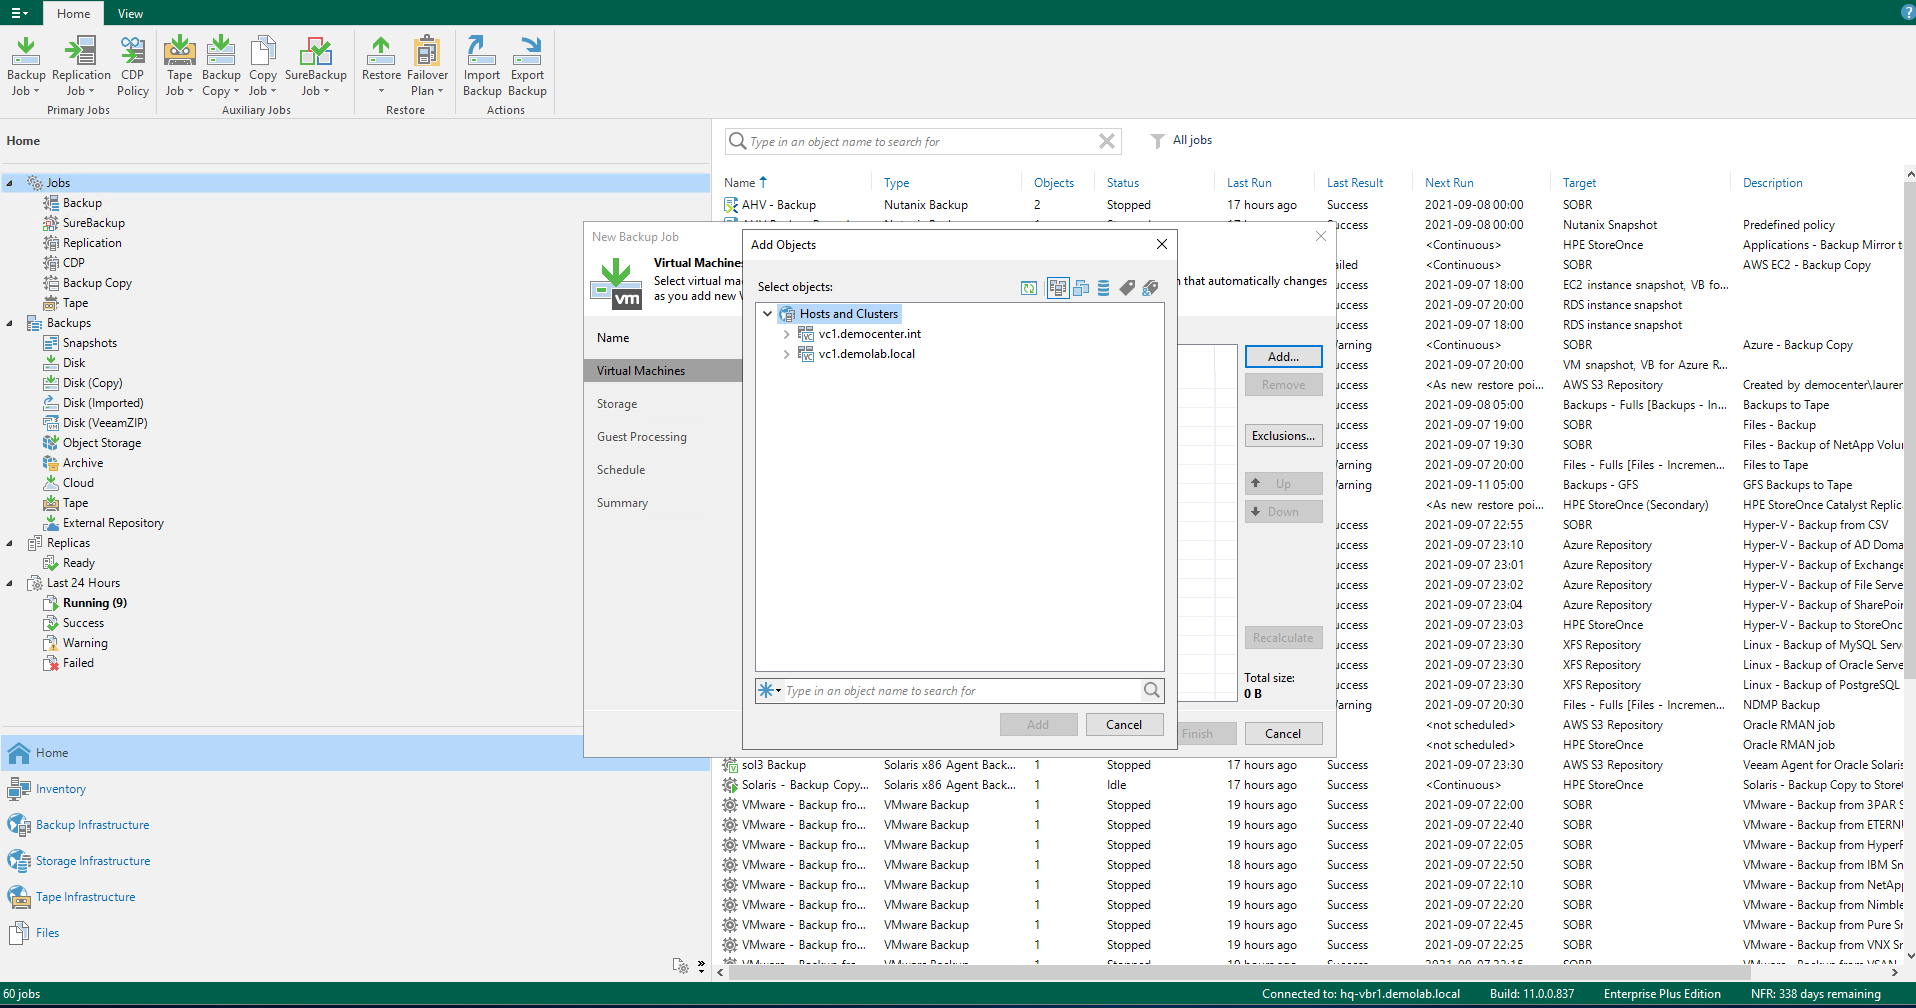 Home View
?
Backup Job
Replication Job
CDP Policy
Tape Job
Backup Copy
Copy Job
SureBackup Job
Restore
Failover Plan
Import Backup
Export Backup
Primary Jobs
Auxiliary Jobs
Restore
Actions
Home
Jobs
Backup
SureBackup
Replication
CDP
Backup Copy
Tape
Backups
Snapshots
Disk
Disk (Copy)
Disk (Imported)
Disk (VeeamZIP)
Object Storage
Archive
Cloud
Tape
External Repository
Replicas
Ready
Last 24 Hours
Running (9)
Success
Warning
Failed
Home
Inventory
Backup Infrastructure
Storage Infrastructure
Tape Infrastructure
Files
Type in an object name to search for
All jobs
Name Type Objects Status Last Run Last Result Next Run Target Description
AHV - Backup Nutanix Backup 2 Stopped 17 hours ago Success 2021-09-08 00:00 SOBR
Success 2021-09-08 00:00 Nutanix Snapshot Predefined policy
<Continuous> HPE StoreOnce Applications - Backup Mirror t
ailed <Continuous> SOBR AWS EC2 - Backup Copy
2021-09-07 18:00 EC2 instance snapshot, VB fo...
uccess 2021-09-07 20:00 RDS instance snapshot
uccess 2021-09-07 18:00 RDS instance snapshot
arning <Continuous> SOBR Azure - Backup Copy
uccess 2021-09-07 20:00 VM snapshot, VB for Azure R...
uccess <As new restore poi... AWS S3 Repository Created by democenter\lauren
uccess 2021-09-08 05:00 Backups - Fulls [Backups - In... Backups to Tape
uccess 2021-09-07 19:00 SOBR Files - Backup
uccess 2021-09-07 19:30 SOBR Files - Backup of NetApp Volu
arning 2021-09-07 20:00 Files - Fulls [Files - Incremen... Files to Tape
arning 2021-09-11 05:00 Backups - GFS GFS Backups to Tape
<As new restore poi... HPE StoreOnce (Secondary) HPE StoreOnce Catalyst Replic
uccess 2021-09-07 22:55 SOBR Hyper-V - Backup from CSV
uccess 2021-09-07 23:10 Azure Repository Hyper-V - Backup of AD Doma
uccess 2021-09-07 23:01 Azure Repository Hyper-V - Backup of Exchange
uccess 2021-09-07 23:02 Azure Repository Hyper-V - Backup of File Serve
uccess 2021-09-07 23:04 Azure Repository Hyper-V - Backup of SharePoin
uccess 2021-09-07 23:03 HPE StoreOnce Hyper-V - Backup to StoreOnc
uccess 2021-09-07 23:30 XFS Repository Linux - Backup of MySQL Serv
uccess 2021-09-07 23:30 XFS Repository Linux - Backup of Oracle Serve
uccess 2021-09-07 23:30 XFS Repository Linux - Backup of PostgreSQL
arning 2021-09-07 20:30 Files - Fulls [Files - Incremen... NDMP Backup
<not scheduled> AWS S3 Repository Oracle RMAN job
<not scheduled> HPE StoreOnce Oracle RMAN job
sol3 Backup Solaris x86 Agent Back... 1 Stopped 17 hours ago Success 2021-09-07 23:30 AWS S3 Repository Veeam Agent for Oracle Solaris
Solaris - Backup Copy... Solaris x86 Agent Back... 1 Idle 17 hours ago Success <Continuous> HPE StoreOnce Solaris - Backup Copy to Store
VMware - Backup fro... VMware Backup 1 Stopped 19 hours ago Success 2021-09-07 22:00 SOBR VMware - Backup from 3PAR S
VMware - Backup fro... VMware Backup 1 Stopped 19 hours ago Success 2021-09-07 22:40 SOBR VMware - Backup from ETERN
VMware - Backup fro... VMware Backup 1 Stopped 19 hours ago Success 2021-09-07 22:05 SOBR VMware - Backup from HyperF
VMware - Backup fro... VMware Backup 1 Stopped 18 hours ago Success 2021-09-07 22:50 SOBR VMware - Backup from IBM Sn
VMware - Backup fro... VMware Backup 1 Stopped 19 hours ago Success 2021-09-07 22:10 SOBR VMware - Backup from NetApp
VMware - Backup fro... VMware Backup 1 Stopped 19 hours ago Success 2021-09-07 22:20 SOBR VMware - Backup from Nimble
VMware - Backup fro... VMware Backup 1 Stopped 19 hours ago Success 2021-09-07 22:45 SOBR VMware - Backup from Pure S
VMware - Backup fro... VMware Backup 1 Stopped 19 hours ago Success 2021-09-07 22:25 SOBR VMware - Backup from VNX Sn
New Backup Job
Virtual Machines
Select virtual ma
n that automatically changes
as you add new
vm
Name
Virtual Machines
Storage
Guest Processing
Schedule
Summary
Add...
Remove
Exclusions...
Up
Down
Recalculate
Total size:
0 B
Finish
Cancel
Add Objects
Select objects:
Hosts and Clusters
vc1.democenter.int
vc1.demolab.local
Type in an object name to search for
Add
Cancel
60 jobs
Connected to: hq-vbr1.demolab.local Build: 11.0.0.837 Enterprise Plus Edition NFR: 338 days remaining